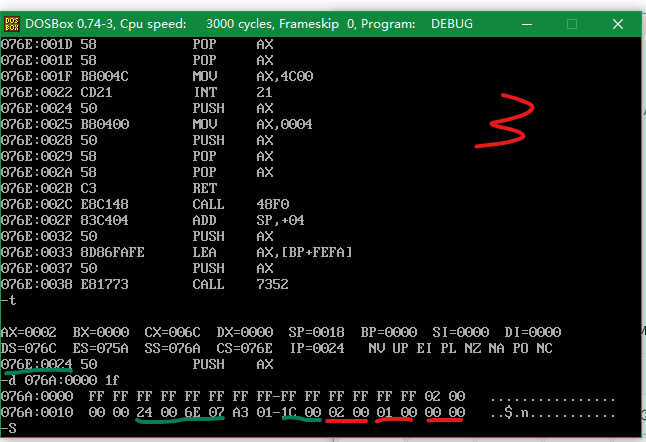 DOSBox 0.74-3, Cpu speed: 3000 cycles, Frameskip 0, Program: DEBUG
076E:001D 58 POP AX
076E:001E 58 POP AX
076E:001F B8004C MOV AX,4C00
076E:0022 CD21 INT 21
076E:0024 50 PUSH AX
076E:0025 B80400 MOV AX,0004
076E:0028 50 PUSH AX
076E:0029 58 POP AX
076E:002A 58 POP AX
076E:002B C3 RET
076E:002C E8C148 CALL 48F0
076E:002F 83C404 ADD SP,+04
076E:0032 50 PUSH AX
076E:0033 8D86FAFE LEA AX,[BP+FEFA]
076E:0037 50 PUSH AX
076E:0038 E81773 CALL 7352
-t
AX=0002 BX=0000 CX=006C DX=0000 SP=0018 BP=0000 SI=0000 DI=0000
DS=076C ES=075A SS=076A CS=076E IP=0024 NV UP EI PL NZ NA PO NC
076E:0024 50 PUSH AX
-d 076A:0000 1f
076A:0000 FF FF FF FF FF FF FF FF-FF FF FF FF FF FF 02 00 ................
076A:0010 00 00 24 00 6E 07 A3 01-1C 00 02 00 01 00 00 00 ..$.n...........
-S
3